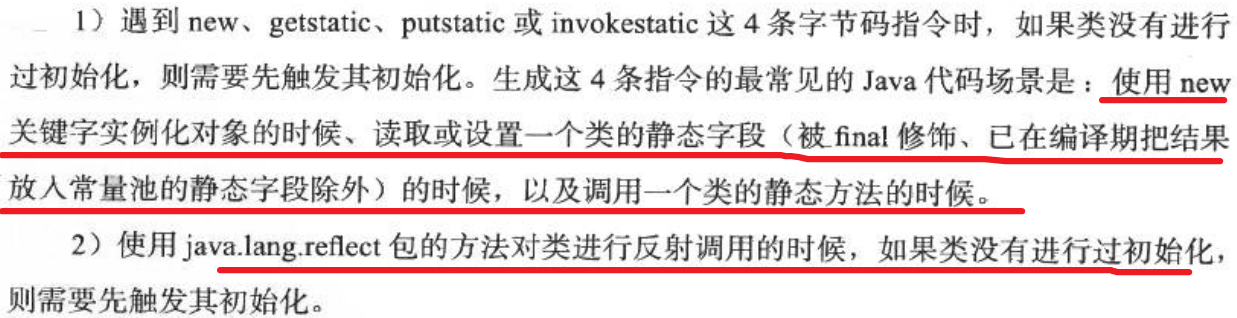 1）遇到 new、getstatic、putstatic 或 invokestatic 这 4 条字节码指令时，如果类没有进行
过初始化，则需要先触发其初始化。生成这 4 条指令的最常见的 Java 代码场景是：使用 new
关键字实例化对象的时候、读取或设置一个类的静态字段（被 final 修饰、已在编译期把结果
放入常量池的静态字段除外）的时候，以及调用一个类的静态方法的时候。
2）使用 java.lang.reflect 包的方法对类进行反射调用的时候，如果类没有进行过初始化，
则需要先触发其初始化。